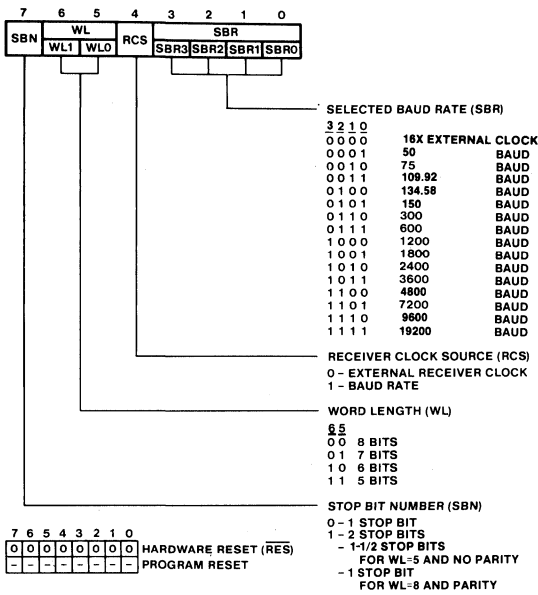 7 6 5 4 3 2 1 0
SBN WL RCS SBR
WL1 WL0 SBR3 SBR2 SBR1 SBR0
SELECTED BAUD RATE (SBR)
3 2 1 0
0 0 0 0 16X EXTERNAL CLOCK
0 0 0 1 50 BAUD
0 0 1 0 75 BAUD
0 0 1 1 109.92 BAUD
0 1 0 0 134.58 BAUD
0 1 0 1 150 BAUD
0 1 1 0 300 BAUD
0 1 1 1 600 BAUD
1 0 0 0 1200 BAUD
1 0 0 1 1800 BAUD
1 0 1 0 2400 BAUD
1 0 1 1 3600 BAUD
1 1 0 0 4800 BAUD
1 1 0 1 7200 BAUD
1 1 1 0 9600 BAUD
1 1 1 1 19200 BAUD
RECEIVER CLOCK SOURCE (RCS)
0 – EXTERNAL RECEIVER CLOCK
1 – BAUD RATE
WORD LENGTH (WL)
6 5
0 0 8 BITS
0 1 7 BITS
1 0 6 BITS
1 1 5 BITS
STOP BIT NUMBER (SBN)
0 – 1 STOP BIT
1 – 2 STOP BITS
– 1-1/2 STOP BITS
FOR WL=5 AND NO PARITY
– 1 STOP BIT
FOR WL=8 AND PARITY
7 6 5 4 3 2 1 0
0 0 0 0 0 0 0 0 HARDWARE RESET (RES)
– – – – – – – – PROGRAM RESET